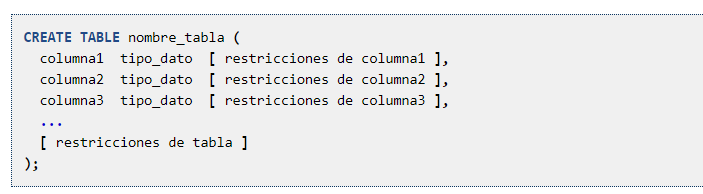 CREATE TABLE nombre_tabla (
columna1 tipo_dato [ restricciones de columna1 ],
columna2 tipo_dato [ restricciones de columna2 ],
columna3 tipo_dato [ restricciones de columna3 ],
...
[ restricciones de tabla ]
);